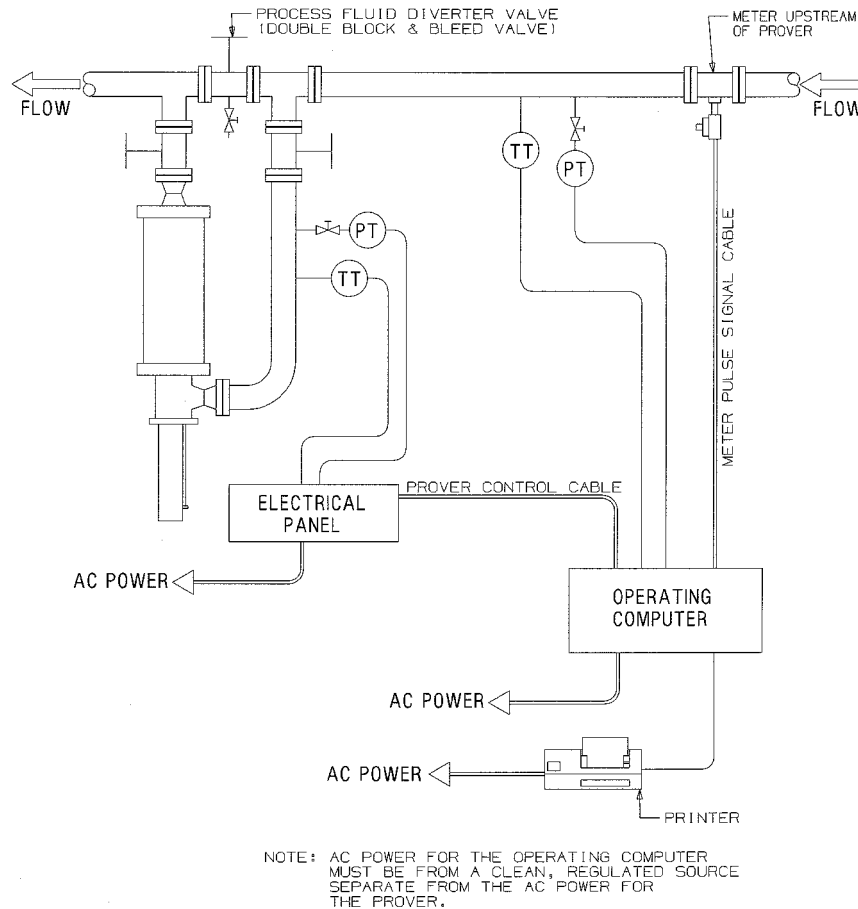 PROCESS FLUID DIVERTER VALVE
(DOUBLE BLOCK & BLEED VALVE)
METER UPSTREAM
OF PROVER
FLOW
FLOW
TT
PT
PT
TT
METER PULSE SIGNAL CABLE
PROVER CONTROL CABLE
ELECTRICAL
PANEL
AC POWER
OPERATING
COMPUTER
AC POWER
AC POWER
PRINTER
NOTE: AC POWER FOR THE OPERATING COMPUTER
MUST BE FROM A CLEAN, REGULATED SOURCE
SEPARATE FROM THE AC POWER FOR
THE PROVER.